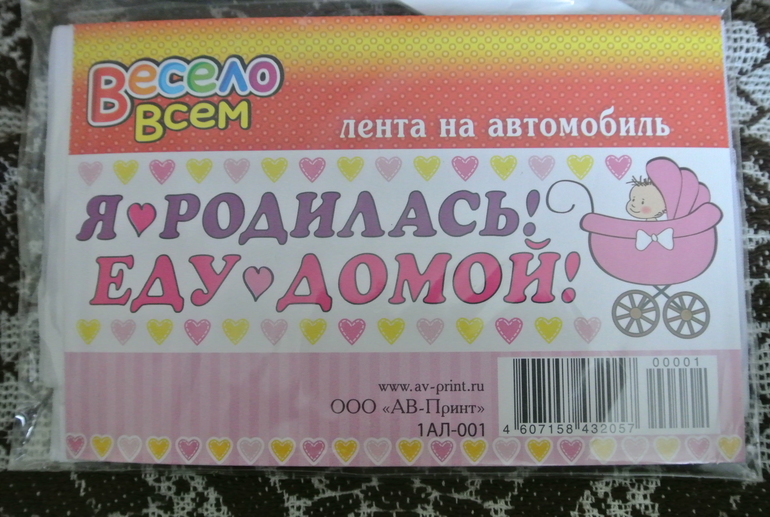 Весело
Всем
лента на автомобиль
Я РОДИЛАСЬ!
ЕДУ ДОМОЙ!
www.av-print.ru
ООО «АВ-Принт»
1АЛ-001
00001
4 607158 432057